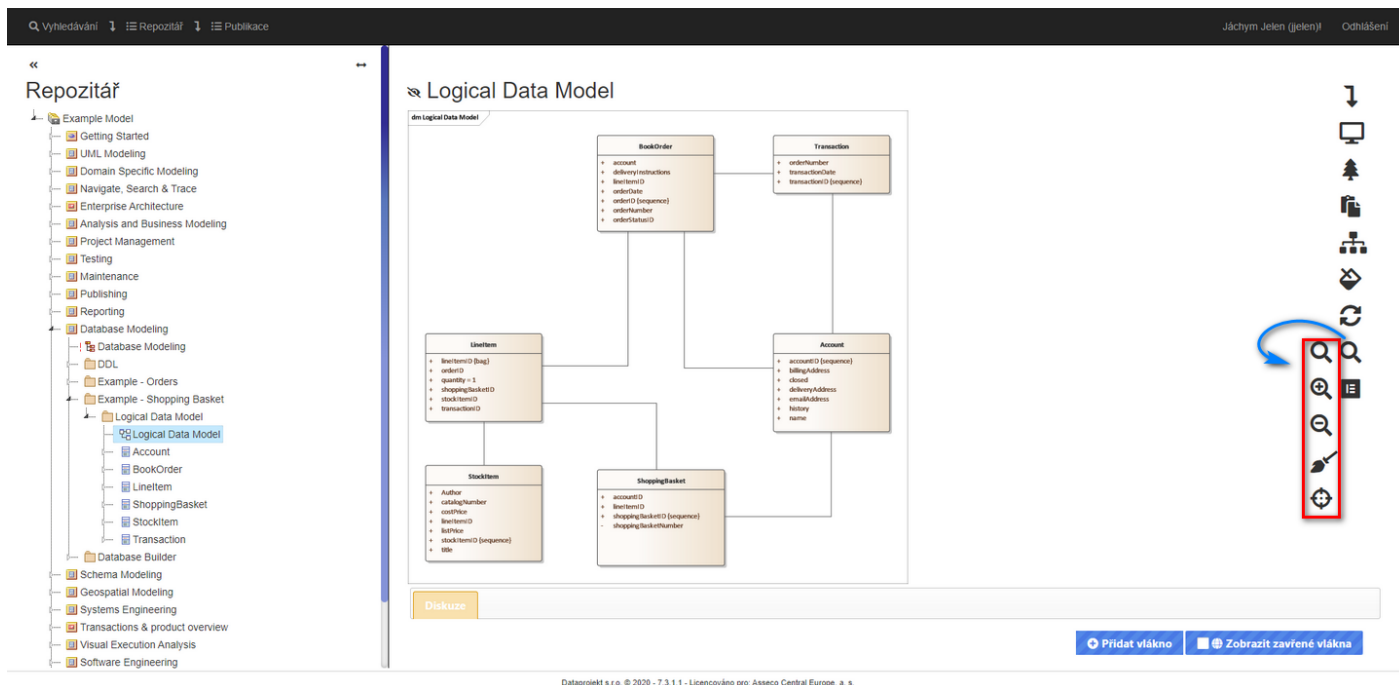 Vyhledávání Repozitář Publikace Jáchym Jelen (jjelen)! Odhlášení
Repozitář
Example Model
Getting Started
UML Modeling
Domain Specific Modeling
Navigate, Search & Trace
Enterprise Architecture
Analysis and Business Modeling
Project Management
Testing
Maintenance
Publishing
Reporting
Database Modeling
Database Modeling
DDL
Example - Orders
Example - Shopping Basket
Logical Data Model
Logical Data Model
Account
BookOrder
LineItem
ShoppingBasket
StockItem
Transaction
Database Builder
Schema Modeling
Geospatial Modeling
Systems Engineering
Transactions & product overview
Visual Execution Analysis
Software Engineering
Logical Data Model
dm Logical Data Model
BookOrder
+ account
+ deliveryInstructions
+ lineItemID
+ orderDate
+ orderID {sequence}
+ orderNumber
+ orderStatusID
Transaction
+ orderNumber
+ transactionDate
+ transactionID {sequence}
LineItem
+ lineItemID {bag}
+ orderID
+ quantity = 1
+ shoppingBasketID
+ stockItemID
+ transactionID
Account
+ accountID {sequence}
+ billingAddress
+ closed
+ deliveryAddress
+ emailAddress
+ history
+ name
StockItem
+ Author
+ catalogNumber
+ costPrice
+ lineItemID
+ listPrice
+ stockItemID {sequence}
+ title
ShoppingBasket
+ accountID
+ lineItemID
+ shoppingBasketID {sequence}
- shoppingBasketNumber
Diskuze
Přidat vlákno Zobrazit zavřené vlákna
Dataprojekt s.r.o. © 2020 - 7.3.1.1 - Licencováno pro: Asseco Central Europe, a. s.